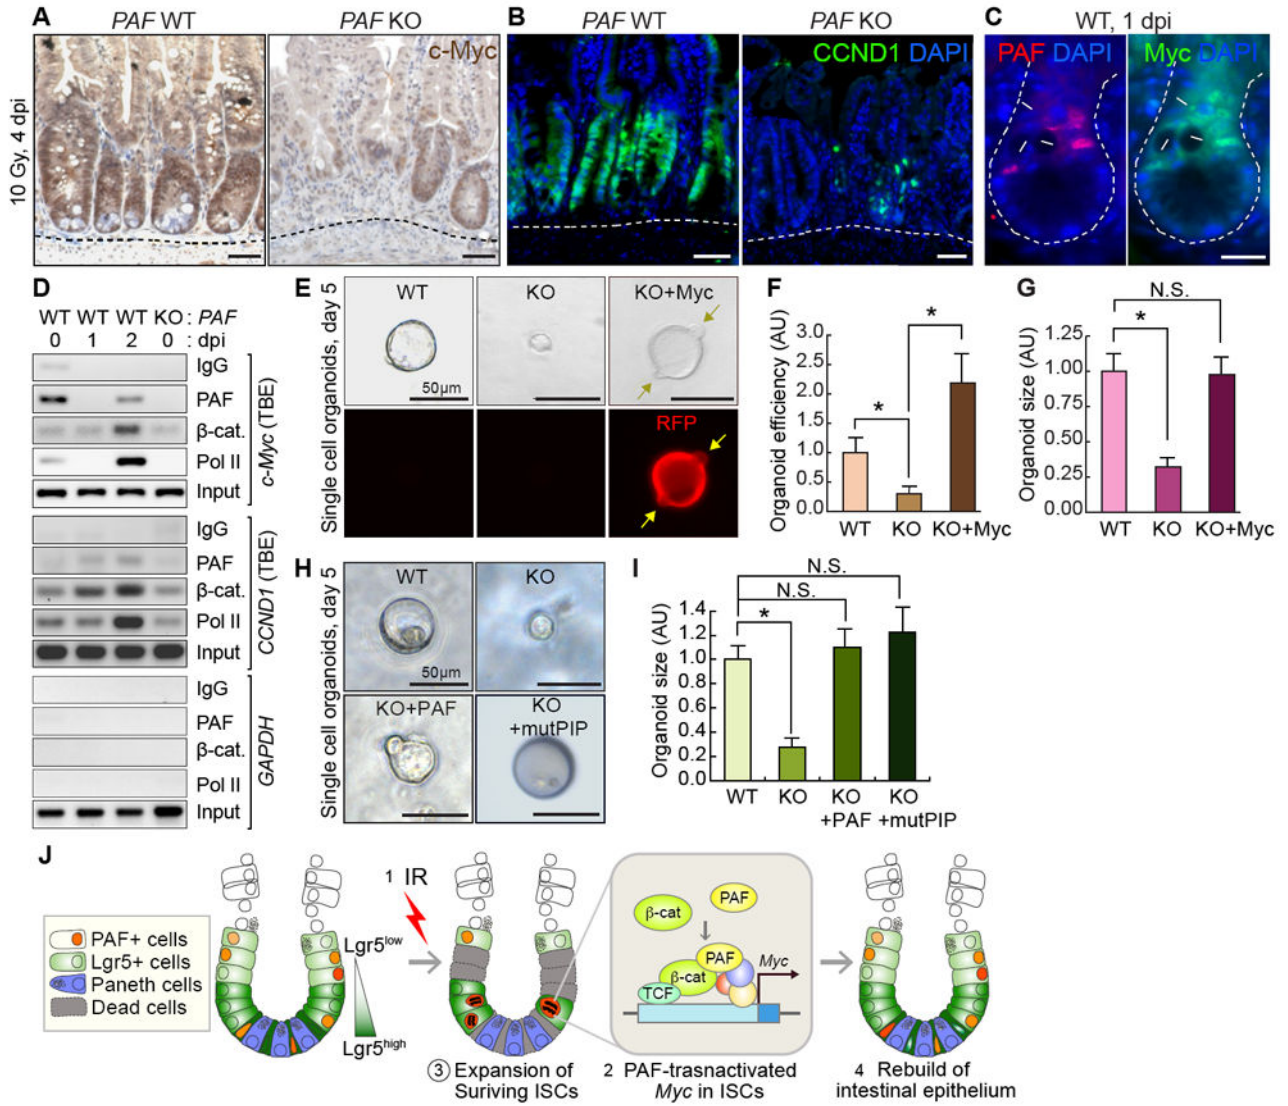 A
PAF WT
PAF KO
c-Myc
10 Gy, 4 dpi
B
PAF WT
PAF KO
CCND1 DAPI
C
WT, 1 dpi
PAF DAPI
Myc DAPI
D
WT WT WT KO : PAF
0 1 2 0 : dpi
IgG
PAF
β-cat.
Pol II
Input
c-Myc (TBE)
IgG
PAF
β-cat.
Pol II
Input
CCND1 (TBE)
IgG
PAF
β-cat.
Pol II
Input
GAPDH
E
Single cell organoids, day 5
WT
KO
KO+Myc
50μm
RFP
F
Organoid efficiency (AU)
3.0
2.5
2.0
1.5
1.0
0.5
0.0
*
*
WT
KO
KO+Myc
G
Organoid size (AU)
1.25
1.00
0.75
0.50
0.25
0.00
N.S.
*
WT
KO
KO+Myc
H
Single cell organoids, day 5
WT
KO
50μm
KO+PAF
KO
+mutPIP
I
Organoid size (AU)
1.4
1.2
1.0
0.8
0.6
0.4
0.2
0.0
N.S.
N.S.
*
WT
KO
KO
+PAF
KO
+mutPIP
J
PAF+ cells
Lgr5+ cells
Paneth cells
Dead cells
Lgr5low
Lgr5high
1 IR
β-cat
PAF
PAF
β-cat
TCF
Myc
3 Expansion of
Suriving ISCs
2 PAF-trasnactivated
Myc in ISCs
4 Rebuild of
intestinal epithelium